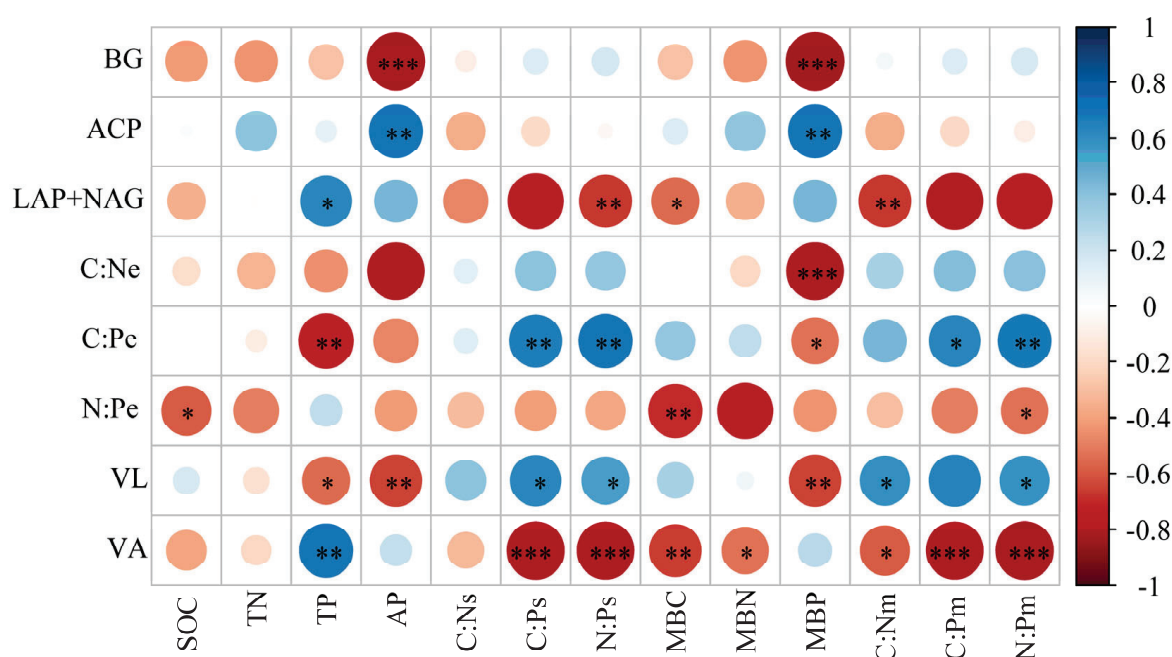 BG *** ***
ACP ** **
LAP+NAG * ** * **
C:Ne ***
C:Pc ** ** ** * * **
N:Pe * ** *
VL * ** * * ** * *
VA ** *** *** ** * * *** ***
SOC
TN
TP
AP
C:Ns
C:Ps
N:Ps
MBC
MBN
MBP
C:Nm
C:Pm
N:Pm
1
0.8
0.6
0.4
0.2
0
-0.2
-0.4
-0.6
-0.8
-1